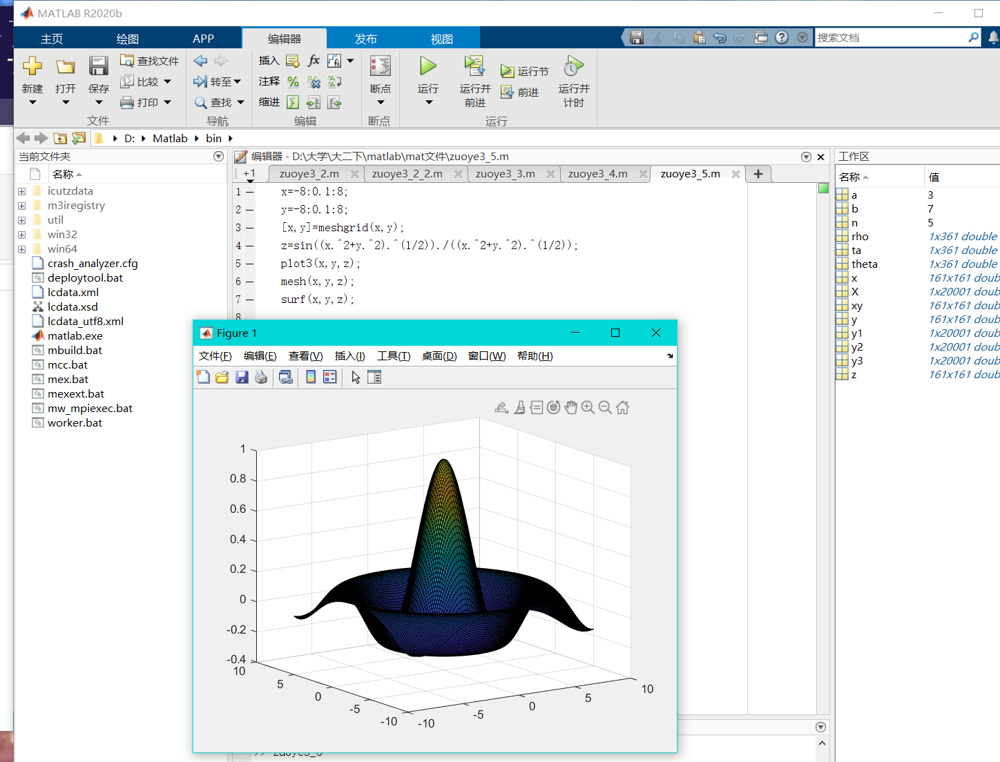 MATLAB R2020b
主页 绘图 APP 编辑器 发布 视图 搜索文档
新建 打开 保存 查找文件 比较 打印 文件
转至 查找 导航
插入 fx 注释 缩进 编辑
断点 断点
运行 运行并前进 运行节 前进 运行并计时 运行
D: Matlab bin
当前文件夹
名称
icutzdata
m3iregistry
util
win32
win64
crash_analyzer.cfg
deploytool.bat
lcdata.xml
lcdata.xsd
lcdata_utf8.xml
matlab.exe
mbuild.bat
mcc.bat
mex.bat
mexext.bat
mw_mpiexec.bat
worker.bat
编辑器 - D:\大学\大二下\matlab\mat文件\zuoye3_5.m
+1 zuoye3_2.m zuoye3_2_2.m zuoye3_3.m zuoye3_4.m zuoye3_5.m
1 x=-8:0.1:8;
2 y=-8:0.1:8;
3 [x,y]=meshgrid(x,y);
4 z=sin((x.^2+y.^2).^(1/2))./((x.^2+y.^2).^(1/2));
5 plot3(x,y,z);
6 mesh(x,y,z);
7 surf(x,y,z);
8
工作区
名称 值
a 3
b 7
n 5
rho 1x361 double
ta 1x361 double
theta 1x361 double
x 161x161 doub
X 1x20001 doub
xy 161x161 doub
y 161x161 doub
y1 1x20001 doub
y2 1x20001 doub
y3 1x20001 doub
z 161x161 doub
Figure 1
文件(F) 编辑(E) 查看(V) 插入(I) 工具(T) 桌面(D) 窗口(W) 帮助(H)
1
0.8
0.6
0.4
0.2
0
-0.2
-0.4
10
5
0
-5
-10
-10
-5
0
5
10